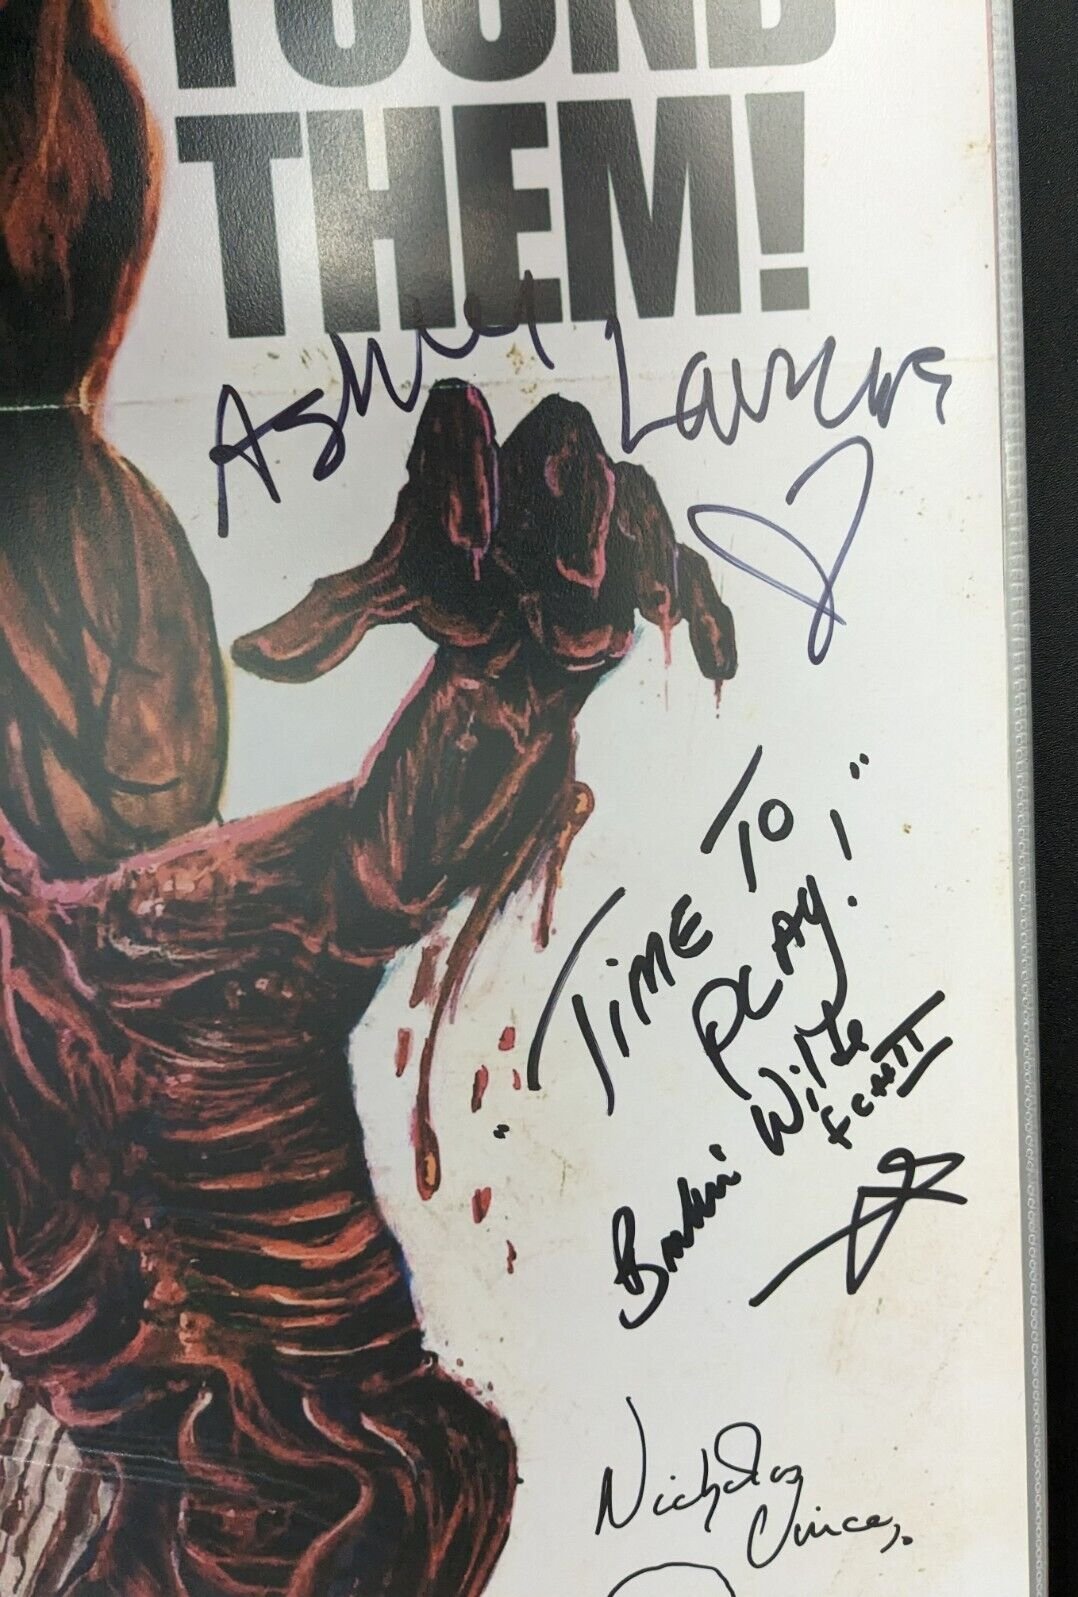 FOUND
THEM!
Ashley Laurence
"TIME TO
PLAY!"
Barbie Wilde
Nicholas
Vince